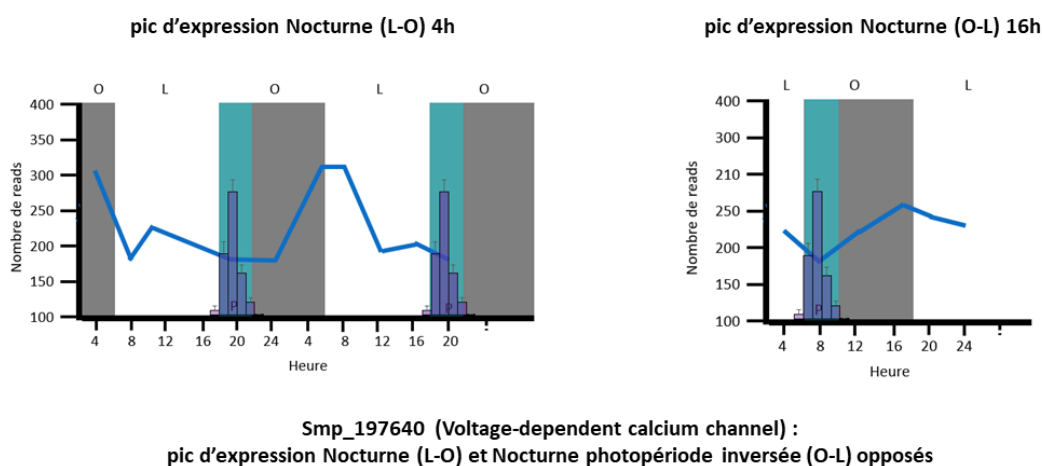 pic d’expression Nocturne (L-O) 4h
pic d’expression Nocturne (O-L) 16h
O L O L O
400
350
300
250
200
150
100
Nombre de reads
P P
4 8 12 16 20 24 4 8 12 16 20 :
Heure
L O L
400
300
210
250
200
150
100
Nombre de reads
P
4 8 12 16 20 24 :
Heure
Smp_197640 (Voltage-dependent calcium channel) :
pic d’expression Nocturne (L-O) et Nocturne photopériode inversée (O-L) opposés